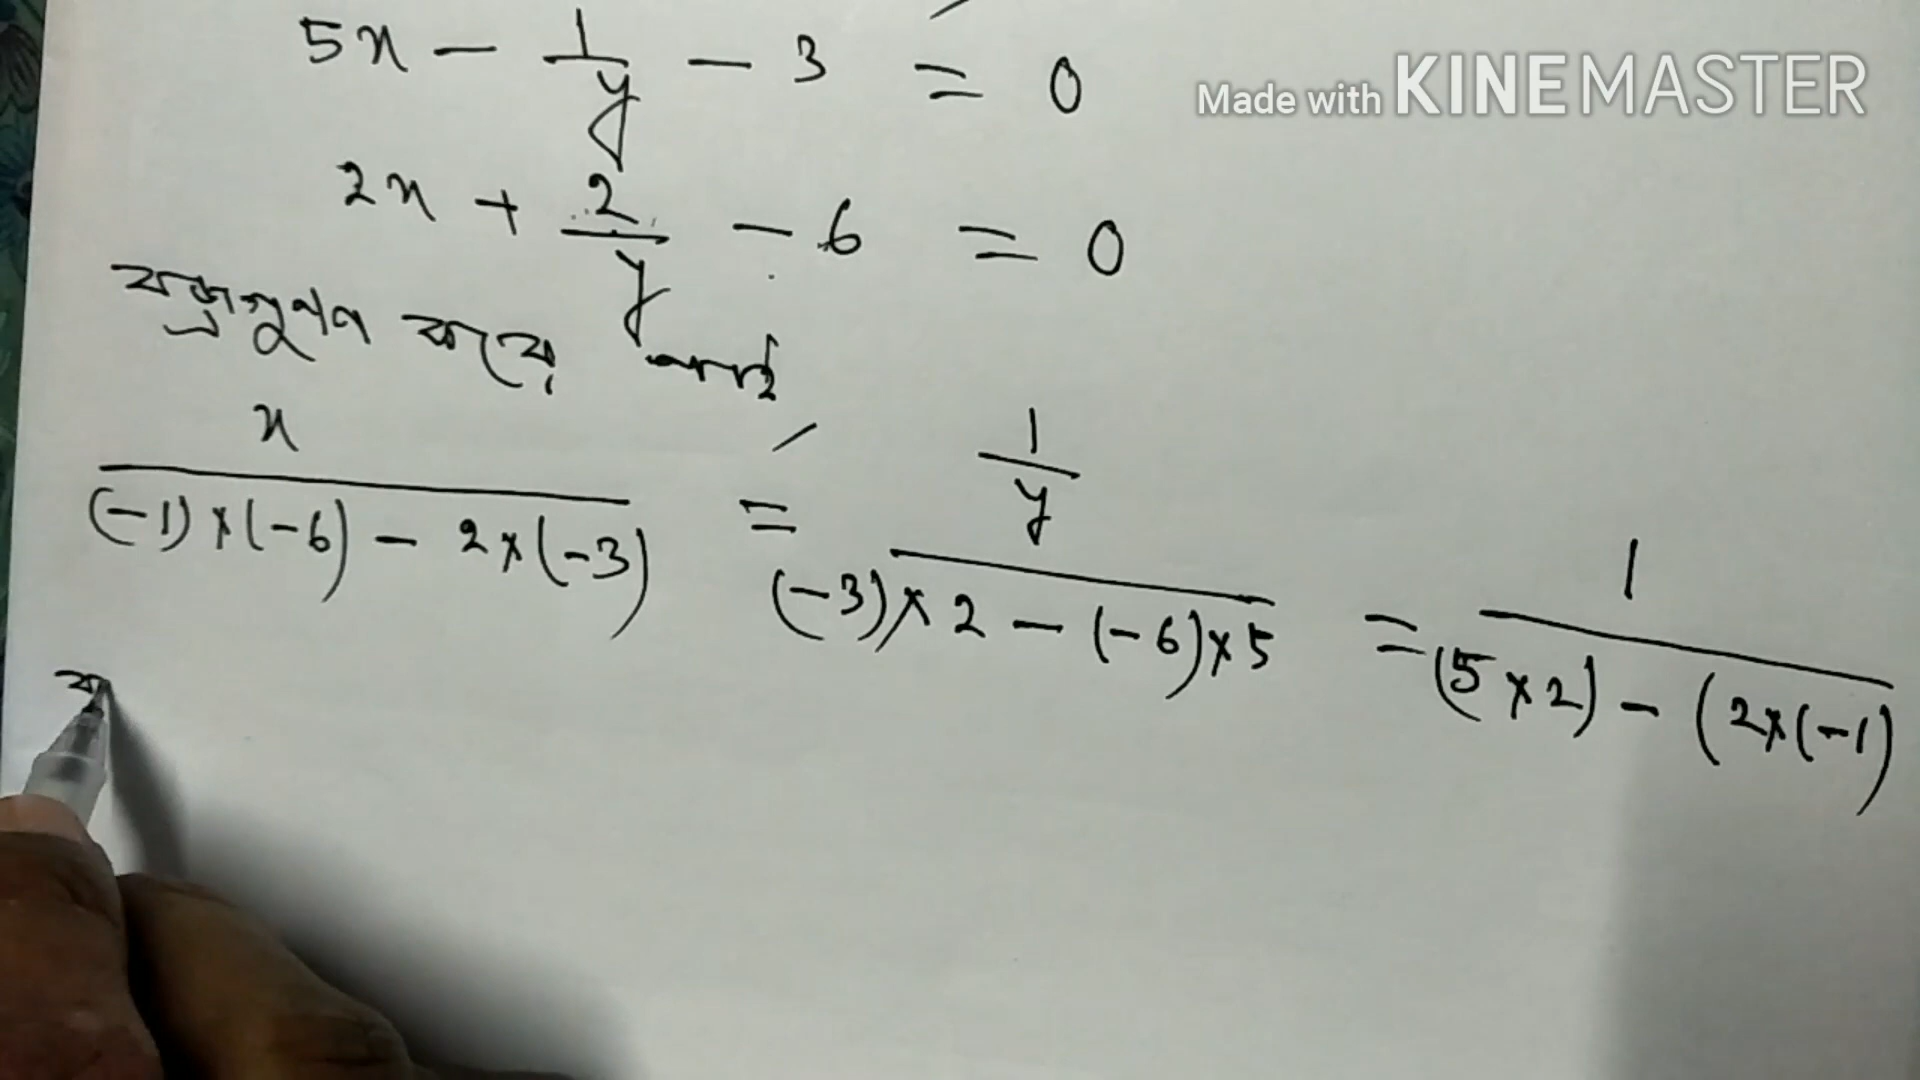 5x - 1/y - 3 = 0
Made with KINEMASTER
2x + 2/y - 6 = 0
বজ্রগুণন করে পাই
x/((-1)×(-6) - 2×(-3)) = (1/y)/((-3)×2 - (-6)×5) = 1/((5×2) - (2×(-1))